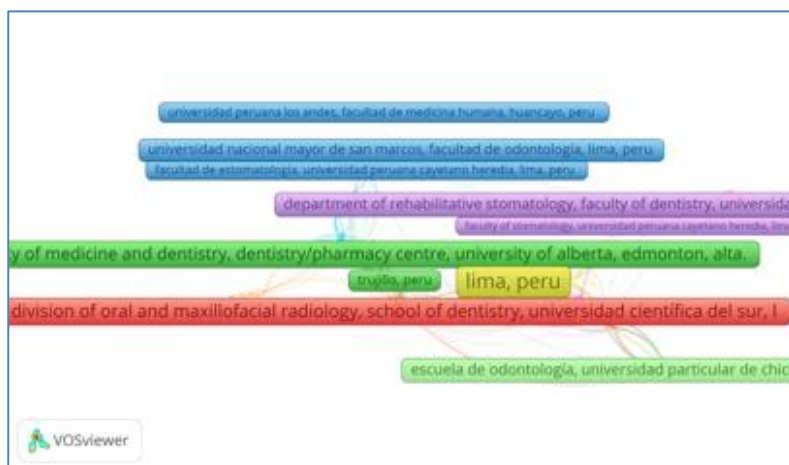 universidad peruana los andes, facultad de medicina humana, huancayo, peru
universidad nacional mayor de san marcos, facultad de odontología, lima, peru
facultad de estomatología, universidad peruana cayetano heredia, lima, peru
department of rehabilitative stomatology, faculty of dentistry, universida
faculty of stomatology, universidad peruana cayetano heredia, lima
ty of medicine and dentistry, dentistry/pharmacy centre, university of alberta, edmonton, alta.
trujillo, peru
lima, peru
division of oral and maxillofacial radiology, school of dentistry, universidad científica del sur, l
escuela de odontología, universidad particular de chic
VOSviewer